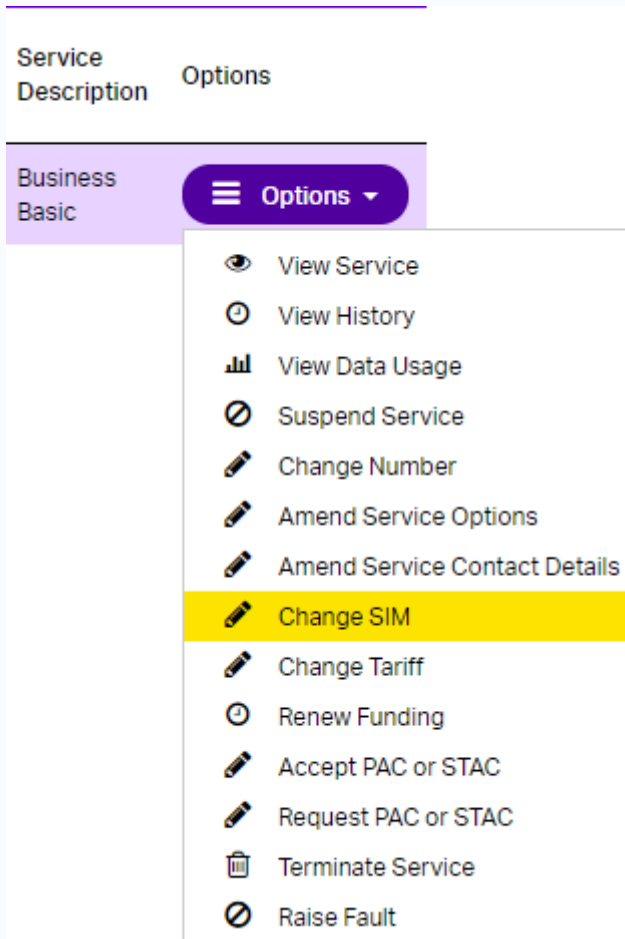 Service
Description
Options
Business
Basic
Options
View Service
View History
View Data Usage
Suspend Service
Change Number
Amend Service Options
Amend Service Contact Details
Change SIM
Change Tariff
Renew Funding
Accept PAC or STAC
Request PAC or STAC
Terminate Service
Raise Fault